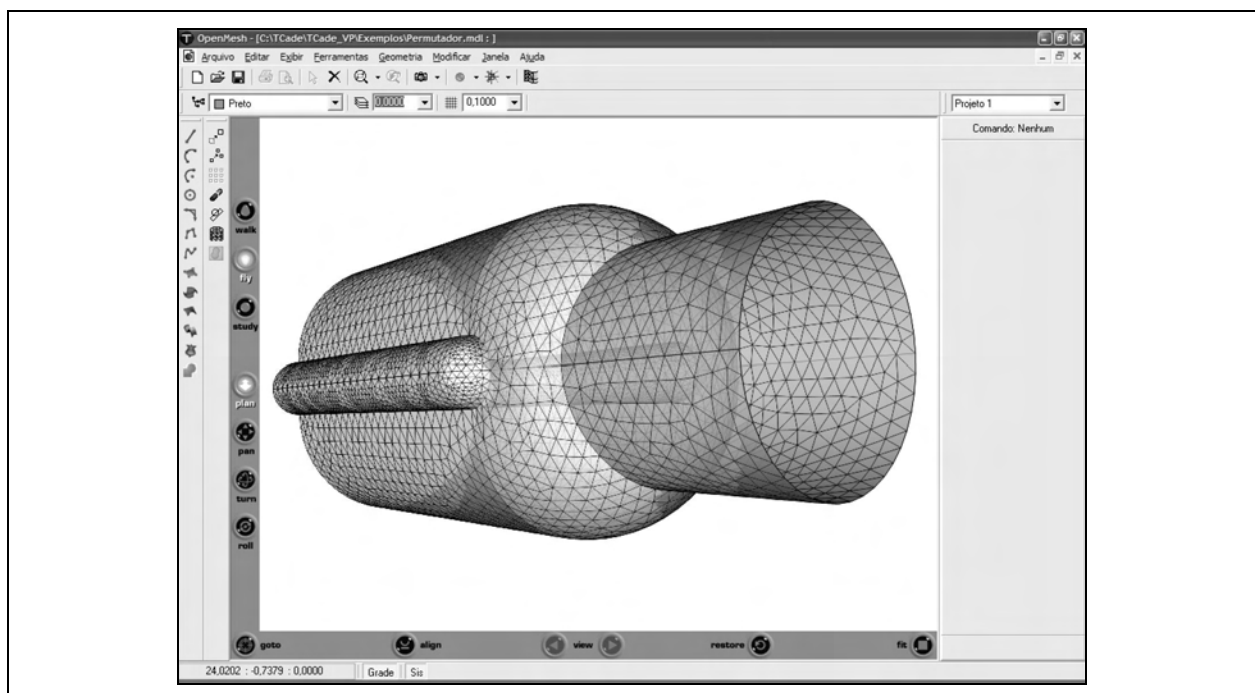 OpenMesh - [C:\TCade\TCade_VP\Exemplos\Permutador.mdl : ]
Arquivo Editar Exibir Ferramentas Geometria Modificar Janela Ajuda
Preto 0,0000 0,1000 Projeto 1
Comando: Nenhum
walk
fly
study
plan
pan
turn
roll
goto align view restore fit
24,0202 : -0,7379 : 0,0000 Grade Sis